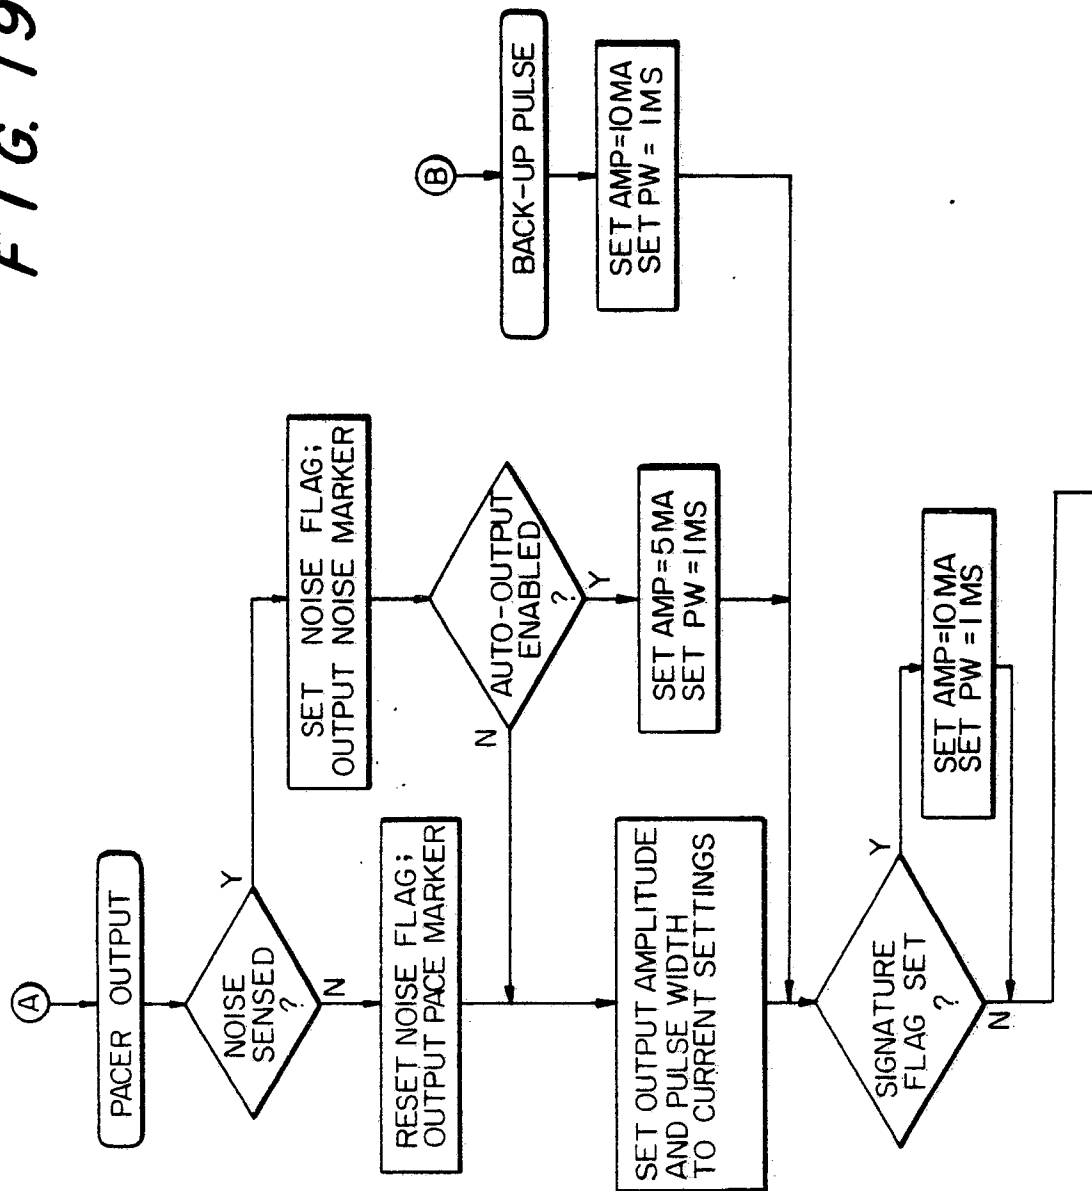 FIG. 19
A
PACER OUTPUT
NOISE
SENSED
?
Y
N
SET NOISE FLAG;
OUTPUT NOISE MARKER
RESET NOISE FLAG;
OUTPUT PACE MARKER
AUTO-OUTPUT
ENABLED
?
N
Y
SET AMP=5MA
SET PW=1MS
B
BACK-UP PULSE
SET AMP=10MA
SET PW = 1MS
SET OUTPUT AMPLITUDE
AND PULSE WIDTH
TO CURRENT SETTINGS
SIGNATURE
FLAG SET
?
Y
N
SET AMP=10MA
SET PW =1 MS